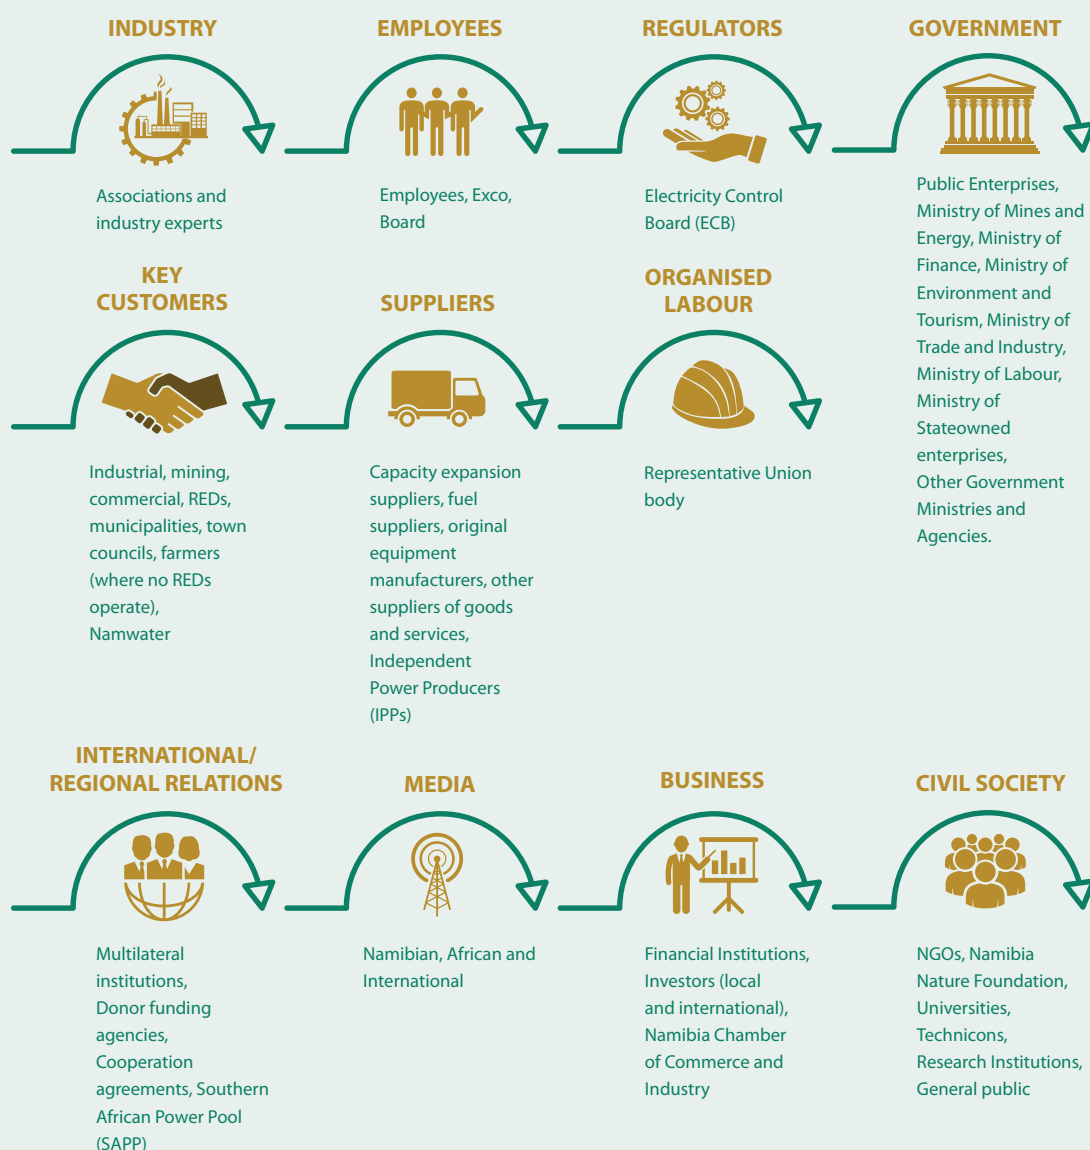 INDUSTRY
Associations and
industry experts
EMPLOYEES
Employees, Exco,
Board
REGULATORS
Electricity Control
Board (ECB)
GOVERNMENT
Public Enterprises,
Ministry of Mines and
Energy, Ministry of
Finance, Ministry of
Environment and
Tourism, Ministry of
Trade and Industry,
Ministry of Labour,
Ministry of
Stateowned
enterprises,
Other Government
Ministries and
Agencies.
KEY
CUSTOMERS
Industrial, mining,
commercial, REDs,
municipalities, town
councils, farmers
(where no REDs
operate),
Namwater
SUPPLIERS
Capacity expansion
suppliers, fuel
suppliers, original
equipment
manufacturers, other
suppliers of goods
and services,
Independent
Power Producers
(IPPs)
ORGANISED
LABOUR
Representative Union
body
INTERNATIONAL/
REGIONAL RELATIONS
Multilateral
institutions,
Donor funding
agencies,
Cooperation
agreements, Southern
African Power Pool
(SAPP)
MEDIA
Namibian, African and
International
BUSINESS
Financial Institutions,
Investors (local
and international),
Namibia Chamber
of Commerce and
Industry
CIVIL SOCIETY
NGOs, Namibia
Nature Foundation,
Universities,
Technicons,
Research Institutions,
General public